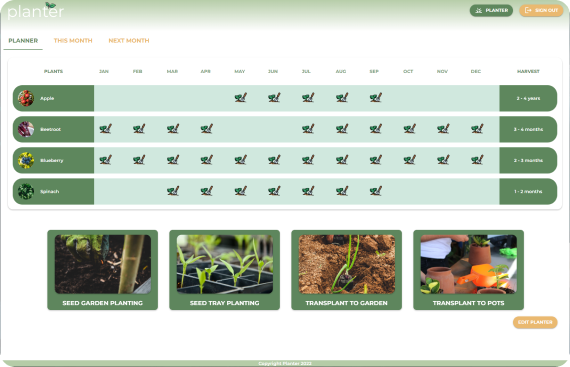 planter
PLANTER
SIGN OUT
PLANNER THIS MONTH NEXT MONTH
PLANTS JAN FEB MAR APR MAY JUN JUL AUG SEP OCT NOV DEC HARVEST
Apple 2 - 4 years
Beetroot 3 - 4 months
Blueberry 2 - 3 months
Spinach 1 - 2 months
SEED GARDEN PLANTING SEED TRAY PLANTING TRANSPLANT TO GARDEN TRANSPLANT TO POTS
EDIT PLANTER
Copyright Planter 2022